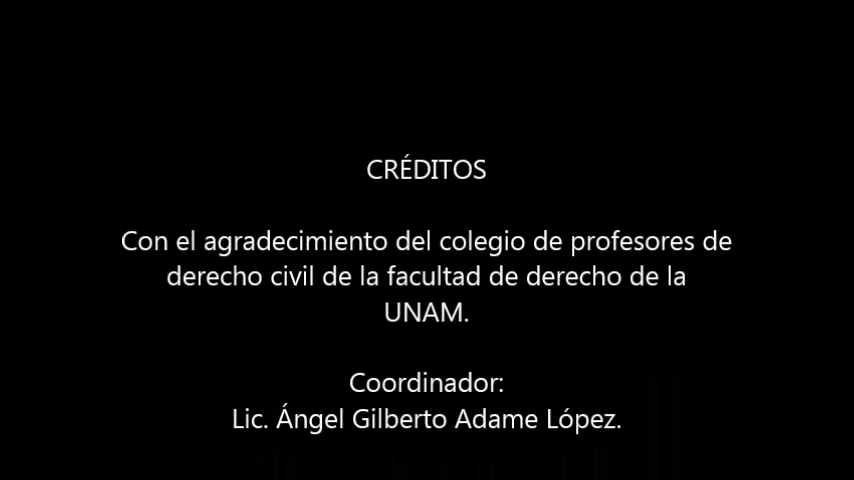 CRÉDITOS
Con el agradecimiento del colegio de profesores de
derecho civil de la facultad de derecho de la
UNAM.
Coordinador:
Lic. Ángel Gilberto Adame López.